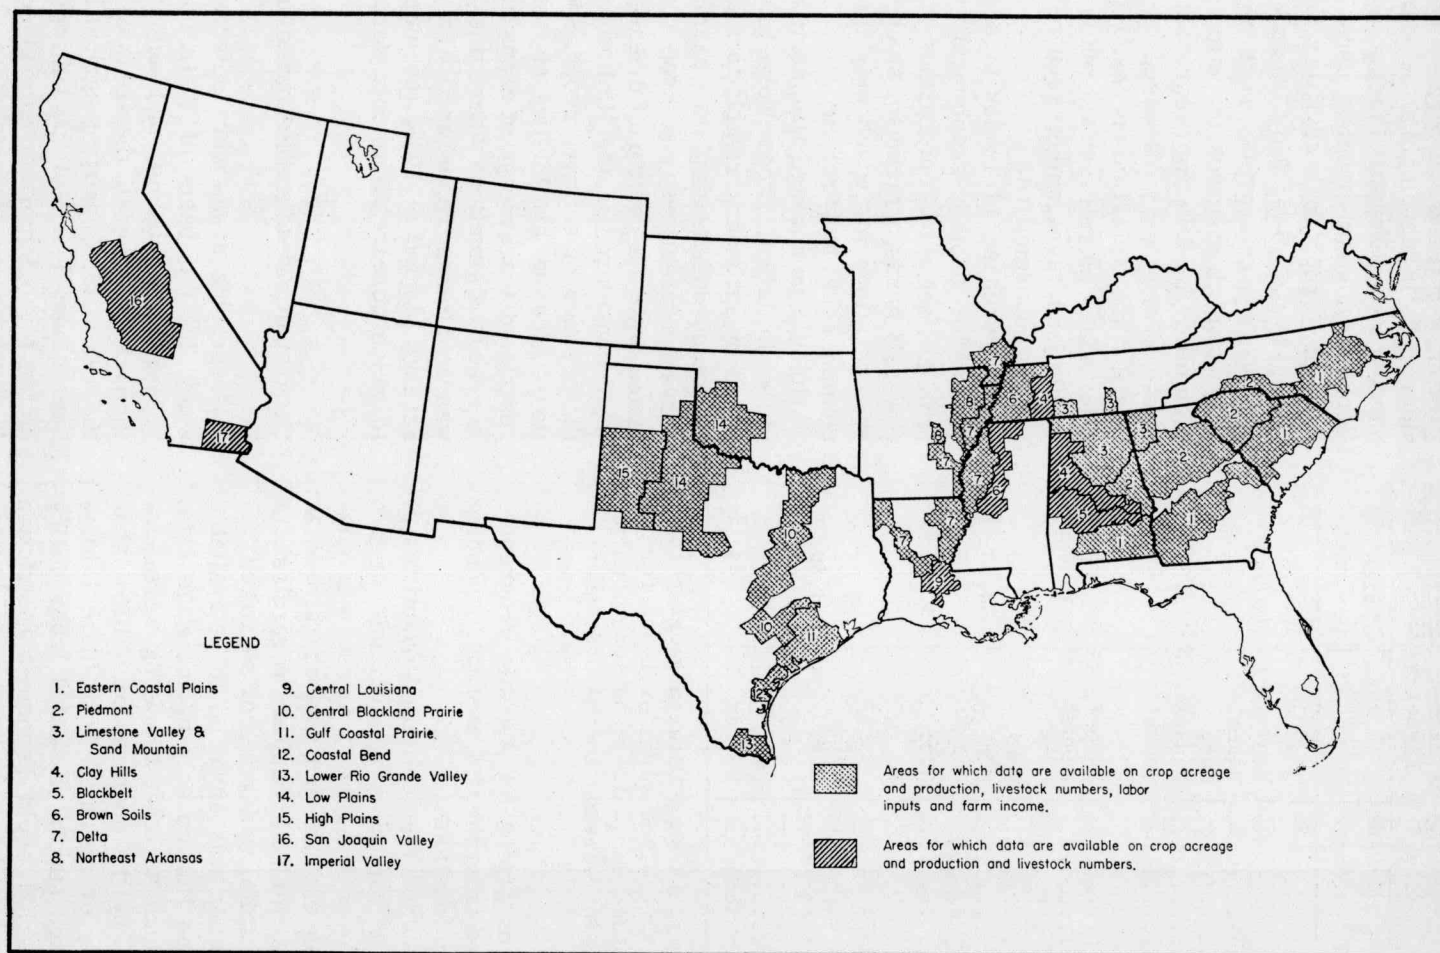 16
17
15
14
14
10
10
11
12
13
7
8
6
4
3
3
7
18
7
7
7
9
6
4
3
3
2
2
5
11
11
2
11
1
LEGEND
1. Eastern Coastal Plains
2. Piedmont
3. Limestone Valley &
Sand Mountain
4. Clay Hills
5. Blackbelt
6. Brown Soils
7. Delta
8. Northeast Arkansas
9. Central Louisiana
10. Central Blackland Prairie
11. Gulf Coastal Prairie
12. Coastal Bend
13. Lower Rio Grande Valley
14. Low Plains
15. High Plains
16. San Joaquin Valley
17. Imperial Valley
Areas for which data are available on crop acreage
and production, livestock numbers, labor
inputs and farm income.
Areas for which data are available on crop acreage
and production and livestock numbers.